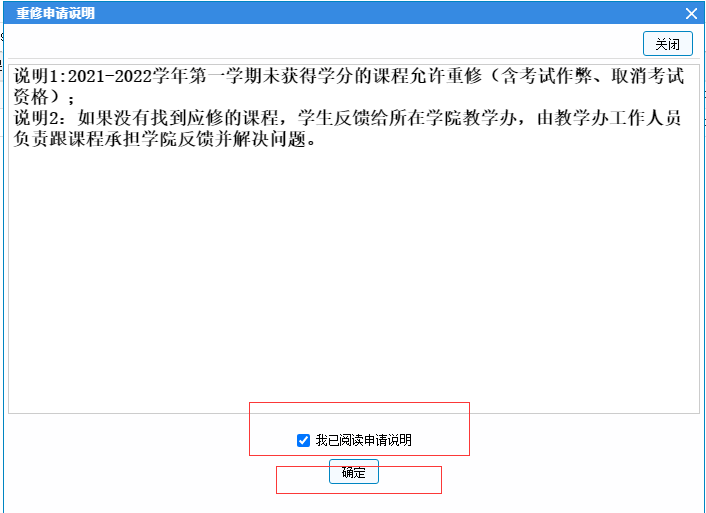 重修申请说明
关闭
说明1:2021-2022学年第一学期未获得学分的课程允许重修（含考试作弊、取消考试
资格）；
说明2：如果没有找到应修的课程，学生反馈给所在学院教学办，由教学办工作人员
负责跟课程承担学院反馈并解决问题。
我已阅读申请说明
确定